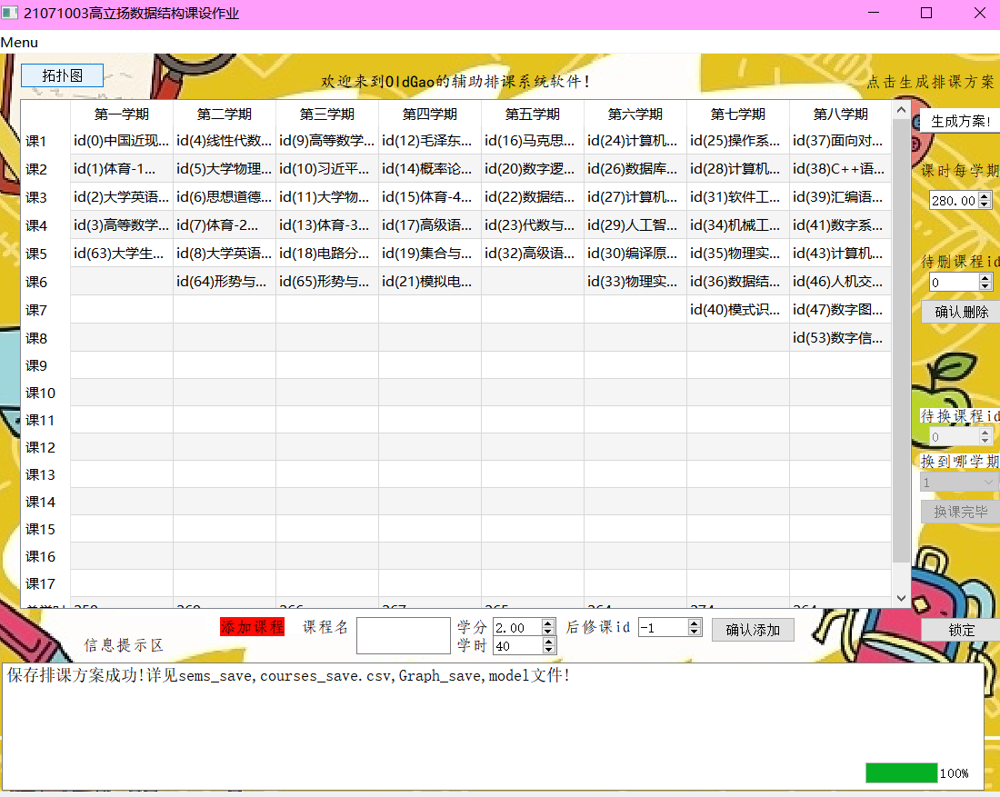 21071003高立扬数据结构课设作业
Menu
拓扑图
欢迎来到OldGao的辅助排课系统软件!
点击生成排课方案
生成方案!
第一学期 第二学期 第三学期 第四学期 第五学期 第六学期 第七学期 第八学期
课1 id(0)中国近现... id(4)线性代数... id(9)高等数学... id(12)毛泽东... id(16)马克思... id(24)计算机... id(25)操作系... id(37)面向对...
课2 id(1)体育-1... id(5)大学物理... id(10)习近平... id(14)概率论... id(20)数字逻... id(26)数据库... id(28)计算机... id(38)C++语...
课3 id(2)大学英语... id(6)思想道德... id(11)大学物... id(15)体育-4... id(22)数据结... id(27)计算机... id(31)软件工... id(39)汇编语...
课4 id(3)高等数学... id(7)体育-2... id(13)体育-3... id(17)高级语... id(23)代数与... id(29)人工智... id(34)机械工... id(41)数字系...
课5 id(63)大学生... id(8)大学英语... id(18)电路分... id(19)集合与... id(32)高级语... id(30)编译原... id(35)物理实... id(43)计算机...
课6 id(64)形势与... id(65)形势与... id(21)模拟电... id(33)物理实... id(36)数据结... id(46)人机交...
课7 id(40)模式识... id(47)数字图...
课8 id(53)数字信...
课9
课10
课11
课12
课13
课14
课15
课16
课17
课时每学期
280.00
待删课程id
0
确认删除
待换课程id
0
换到哪学期
1
换课完毕
锁定
添加课程 课程名 学分 2.00 后修课id -1 确认添加
学时 40
信息提示区
保存排课方案成功!详见sems_save,courses_save.csv,Graph_save,model文件!
100%